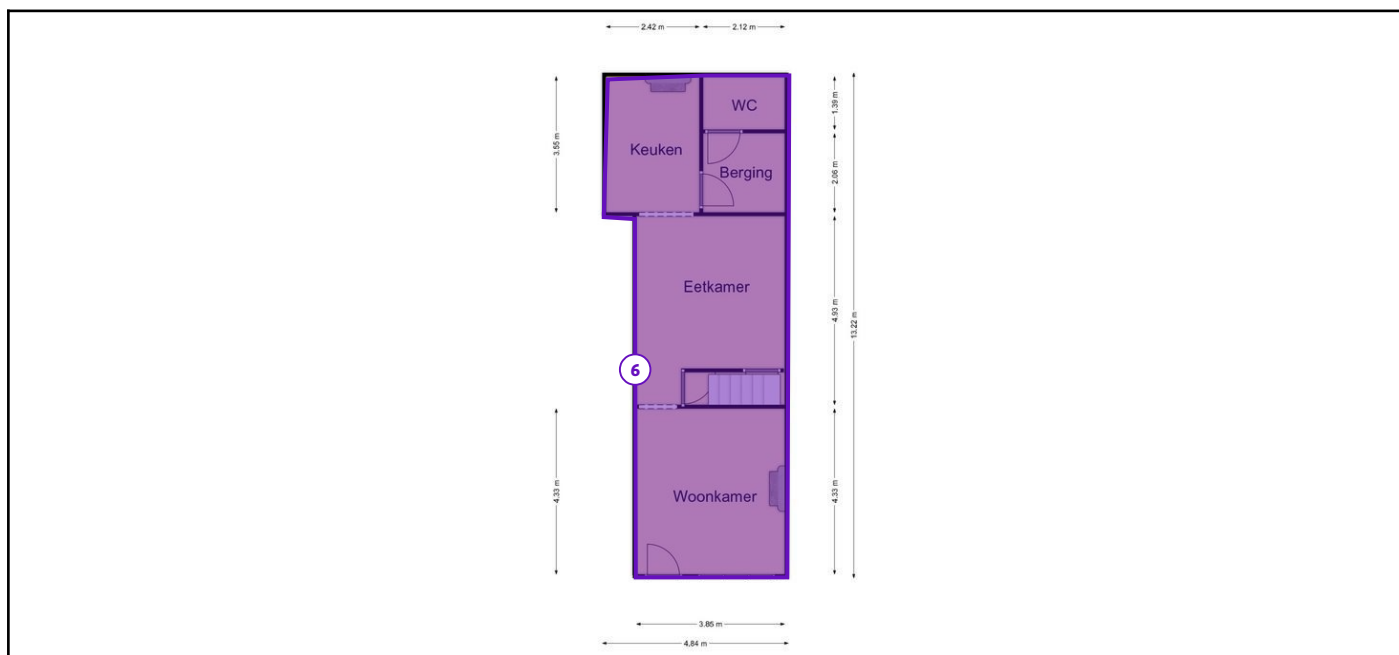 2.42 m
2.12 m
WC
1.39 m
Keuken
3.55 m
Berging
2.06 m
Eetkamer
4.93 m
13.22 m
6
Woonkamer
4.33 m
4.33 m
3.85 m
4.84 m